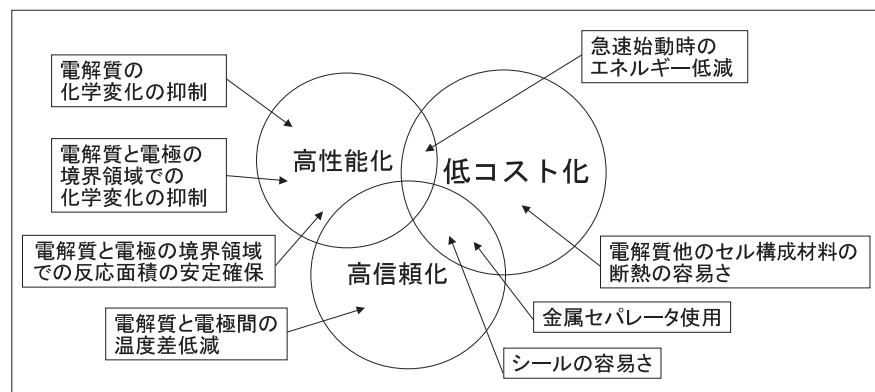 急速始動時の
エネルギー低減
電解質の
化学変化の抑制
電解質と電極の
境界領域での
化学変化の抑制
高性能化
低コスト化
電解質と電極の境界領域
での反応面積の安定確保
高信頼化
電解質他のセル構成材料の
断熱の容易さ
電解質と電極間の
温度差低減
金属セパレータ使用
シールの容易さ